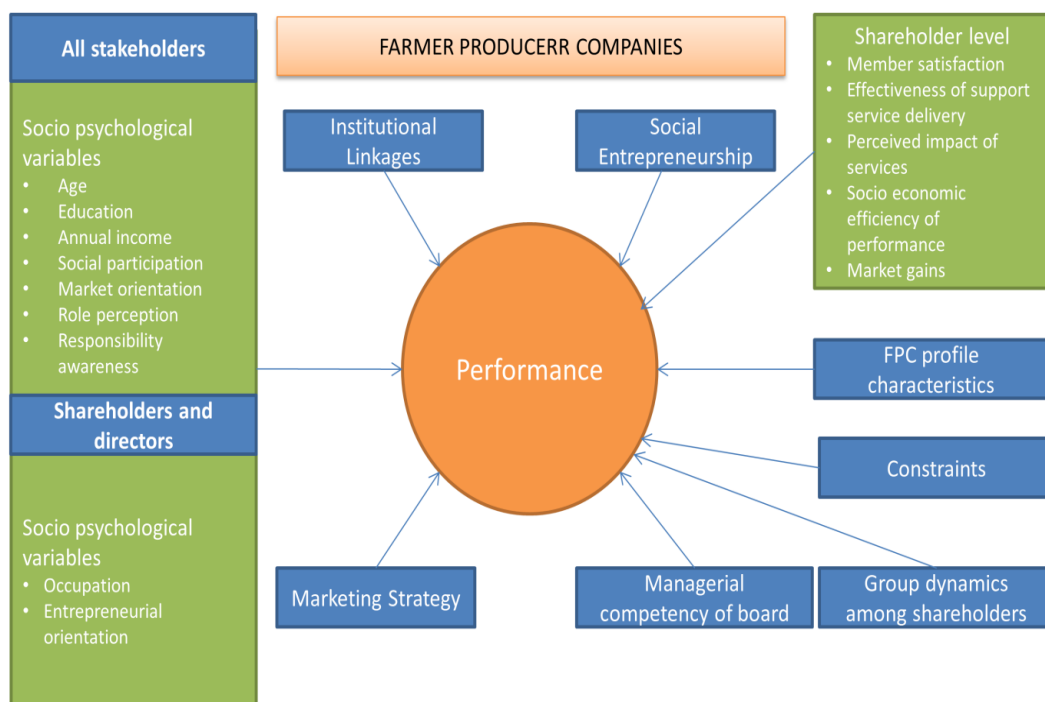 All stakeholders
Socio psychological
variables
• Age
• Education
• Annual income
• Social participation
• Market orientation
• Role perception
• Responsibility
awareness
Shareholders and
directors
Socio psychological
variables
• Occupation
• Entrepreneurial
orientation
FARMER PRODUCERR COMPANIES
Institutional
Linkages
Social
Entrepreneurship
Performance
Marketing Strategy
Managerial
competency of board
Shareholder level
• Member satisfaction
• Effectiveness of support
service delivery
• Perceived impact of
services
• Socio economic
efficiency of
performance
• Market gains
FPC profile
characteristics
Constraints
Group dynamics
among shareholders